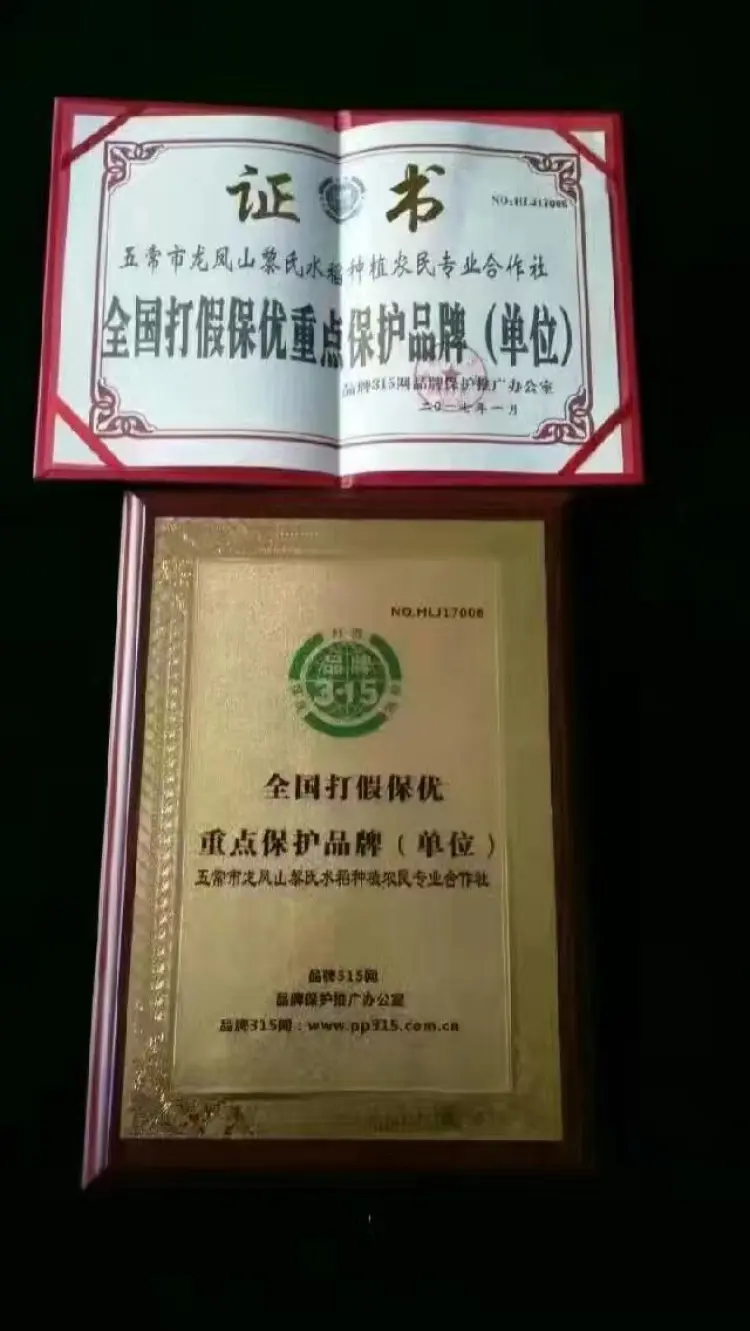 证 书
NO:HLJ17006
五常市龙凤山黎氏水稻种植农民专业合作社
全国打假保优重点保护品牌（单位）
品牌315网品牌保护推广办公室
二〇一七年一月
NO.HLJ17006
品牌
3·15
全国打假保优
重点保护品牌（单位）
五常市龙凤山黎氏水稻种植农民专业合作社
品牌315网
品牌保护推广办公室
品牌315网：www.pp315.com.cn